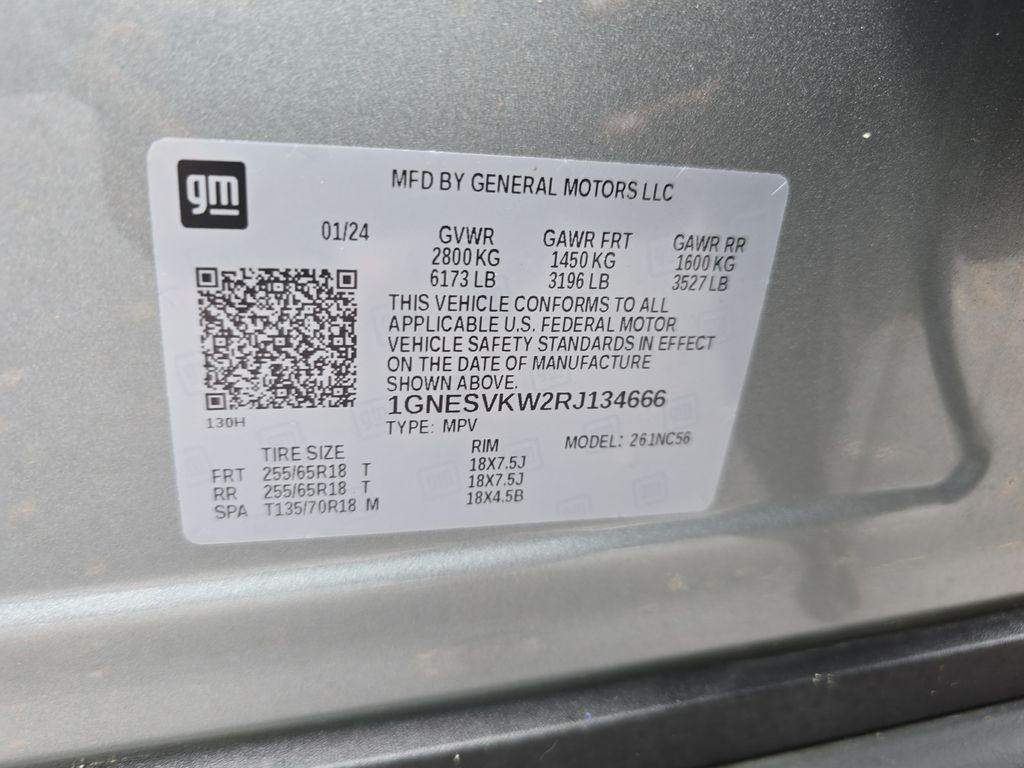 gm
MFD BY GENERAL MOTORS LLC
01/24
GVWR GAWR FRT GAWR RR
2800 KG 1450 KG 1600 KG
6173 LB 3196 LB 3527 LB
THIS VEHICLE CONFORMS TO ALL
APPLICABLE U.S. FEDERAL MOTOR
VEHICLE SAFETY STANDARDS IN EFFECT
ON THE DATE OF MANUFACTURE
SHOWN ABOVE.
1GNESVKW2RJ134666
130H
TYPE: MPV
MODEL: 261NC56
TIRE SIZE RIM
FRT 255/65R18 T 18X7.5J
RR 255/65R18 T 18X7.5J
SPA T135/70R18 M 18X4.5B